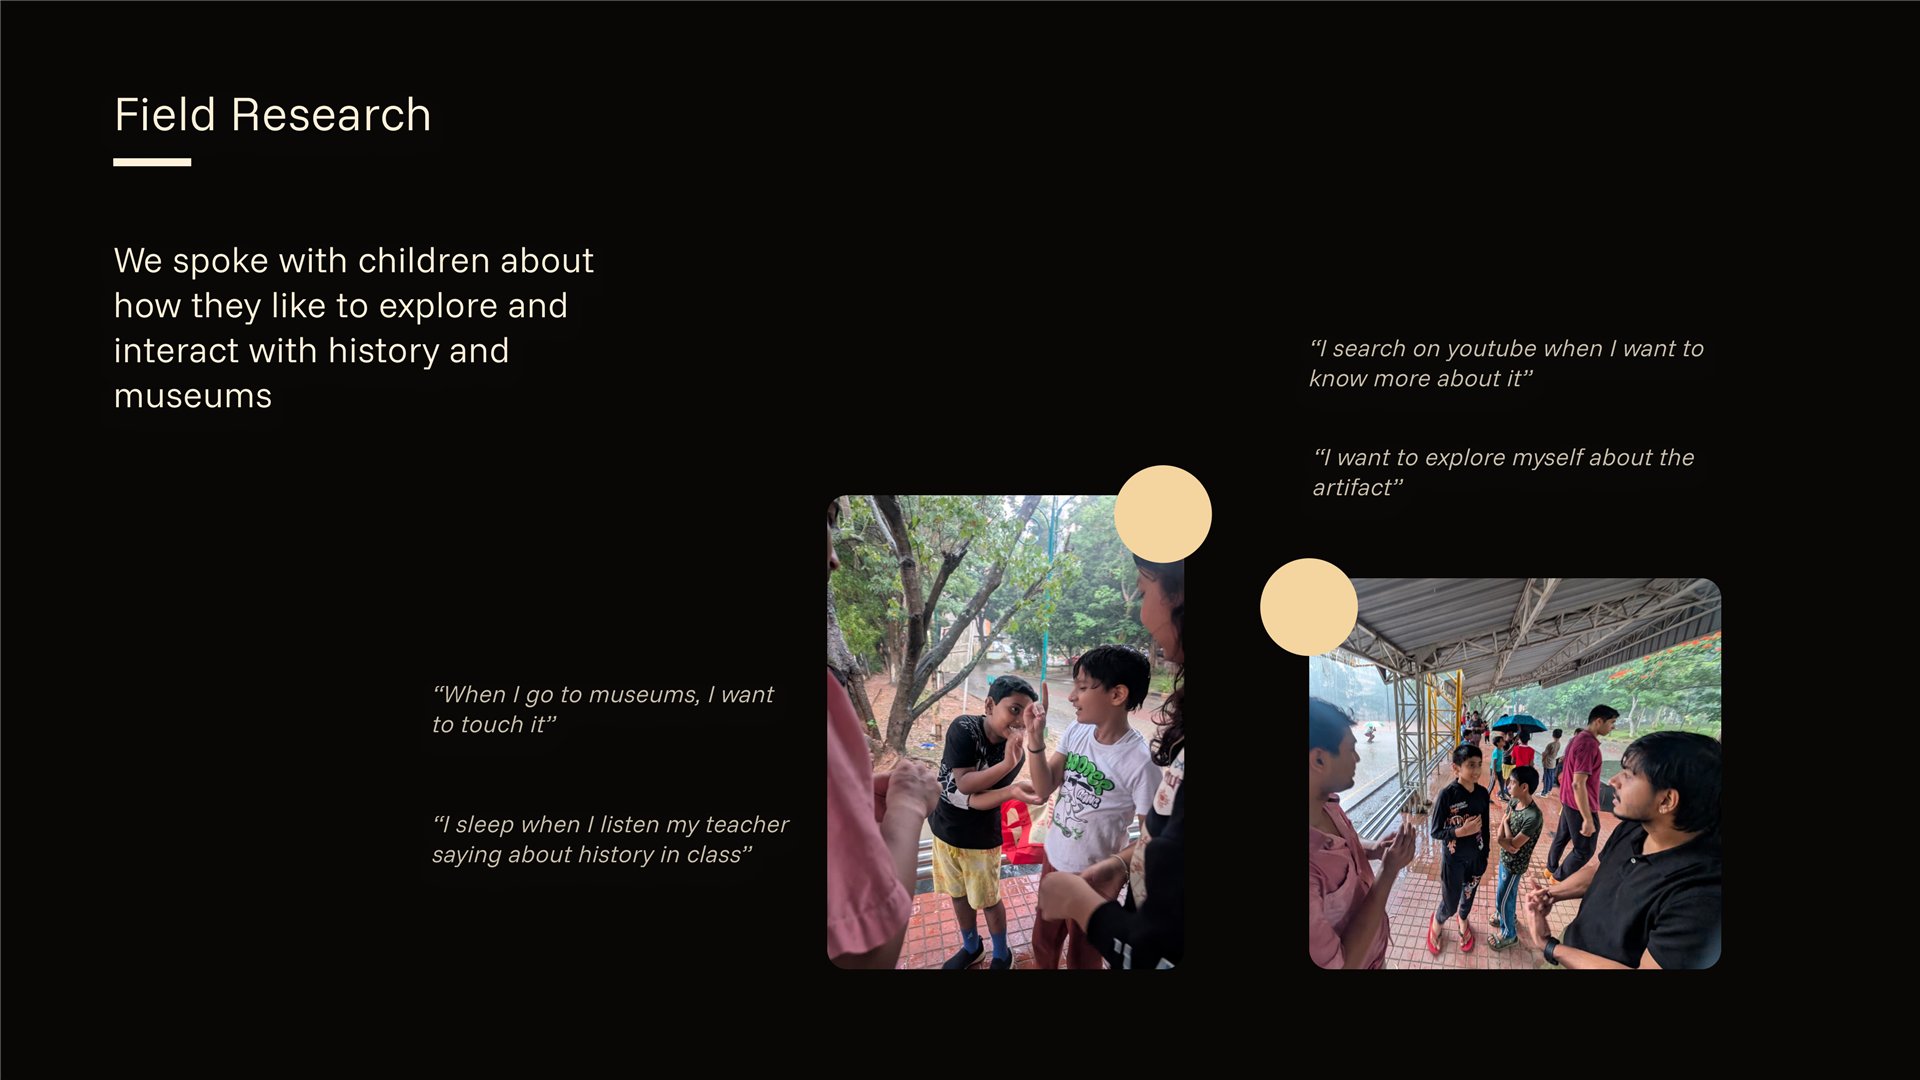 Field Research
We spoke with children about
how they like to explore and
interact with history and
museums
“I search on youtube when I want to
know more about it”
“I want to explore myself about the
artifact”
“When I go to museums, I want
to touch it”
“I sleep when I listen my teacher
saying about history in class”